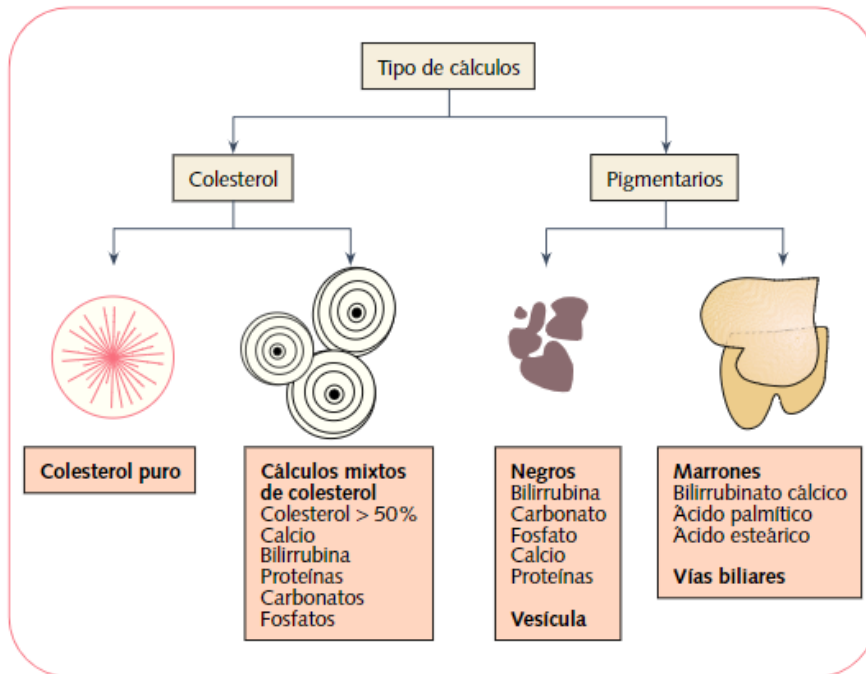 Tipo de cálculos
Colesterol
Pigmentarios
Colesterol puro
Cálculos mixtos
de colesterol
Colesterol > 50%
Calcio
Bilirrubina
Proteínas
Carbonatos
Fosfatos
Negros
Bilirrubina
Carbonato
Fosfato
Calcio
Proteínas
Vesícula
Marrones
Bilirrubinato cálcico
Ácido palmítico
Ácido esteárico
Vías biliares